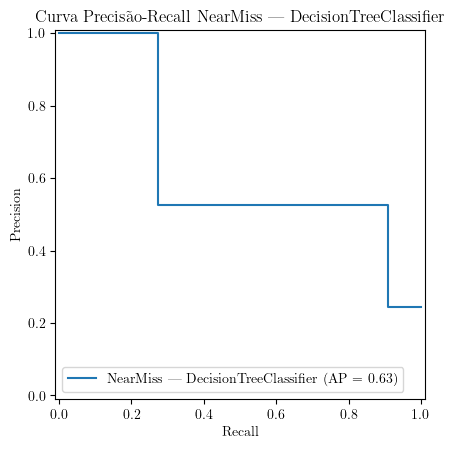 Curva Precisão-Recall NearMiss — DecisionTreeClassifier
1.0
0.8
0.6
0.4
0.2
0.0
Precision
NearMiss — DecisionTreeClassifier (AP = 0.63)
0.0 0.2 0.4 0.6 0.8 1.0
Recall